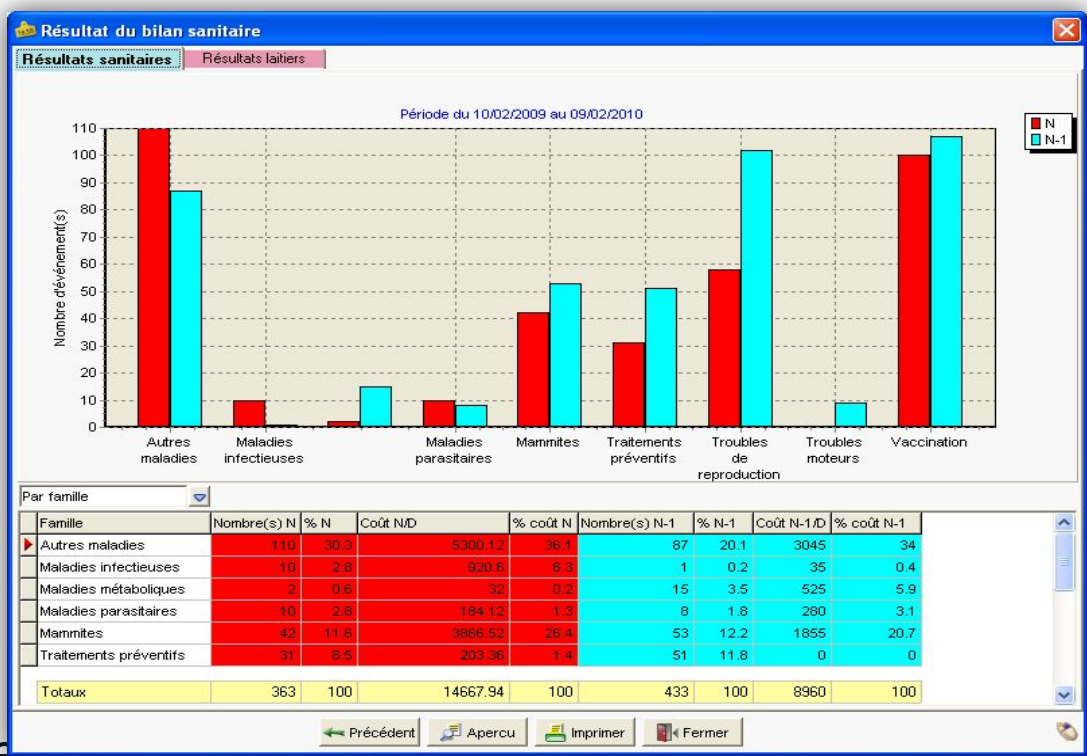 Résultat du bilan sanitaire
Résultats sanitaires Résultats laitiers
Période du 10/02/2009 au 09/02/2010
N
N-1
Nombre d'événement(s)
110
100
90
80
70
60
50
40
30
20
10
0
Autres maladies
Maladies infectieuses
Maladies parasitaires
Mammites
Traitements préventifs
Troubles de reproduction
Troubles moteurs
Vaccination
Par famille
Famille Nombre(s) N % N Coût N/D % coût N Nombre(s) N-1 % N-1 Coût N-1/D % coût N-1
Autres maladies 110 30.3 5300.12 36.1 87 20.1 3045 34
Maladies infectieuses 10 2.8 920.6 6.3 1 0.2 35 0.4
Maladies métaboliques 2 0.6 32 0.2 15 3.5 525 5.9
Maladies parasitaires 10 2.8 184.12 1.3 8 1.8 280 3.1
Mammites 42 11.6 3866.52 26.4 53 12.2 1855 20.7
Traitements préventifs 31 8.5 203.36 1.4 51 11.8 0 0
Totaux 363 100 14667.94 100 433 100 8960 100
Précédent Apercu Imprimer Fermer